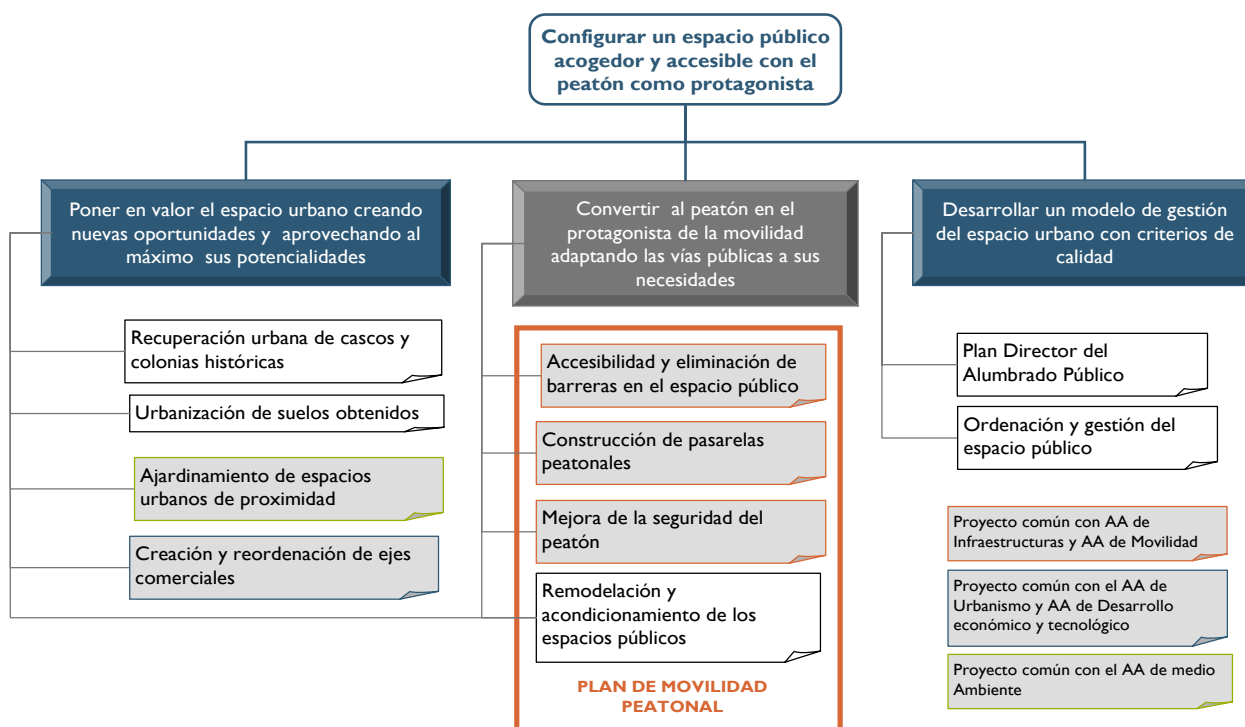 Configurar un espacio público
acogedor y accesible con el
peatón como protagonista
Poner en valor el espacio urbano creando
nuevas oportunidades y aprovechando al
máximo sus potencialidades
Recuperación urbana de cascos y
colonias históricas
Urbanización de suelos obtenidos
Ajardinamiento de espacios
urbanos de proximidad
Creación y reordenación de ejes
comerciales
Convertir al peatón en el
protagonista de la movilidad
adaptando las vías públicas a sus
necesidades
Accesibilidad y eliminación de
barreras en el espacio público
Construcción de pasarelas
peatonales
Mejora de la seguridad del
peatón
Remodelación y
acondicionamiento de los
espacios públicos
PLAN DE MOVILIDAD
PEATONAL
Desarrollar un modelo de gestión
del espacio urbano con criterios de
calidad
Plan Director del
Alumbrado Público
Ordenación y gestión del
espacio público
Proyecto común con AA de
Infraestructuras y AA de Movilidad
Proyecto común con el AA de
Urbanismo y AA de Desarrollo
económico y tecnológico
Proyecto común con el AA de medio
Ambiente